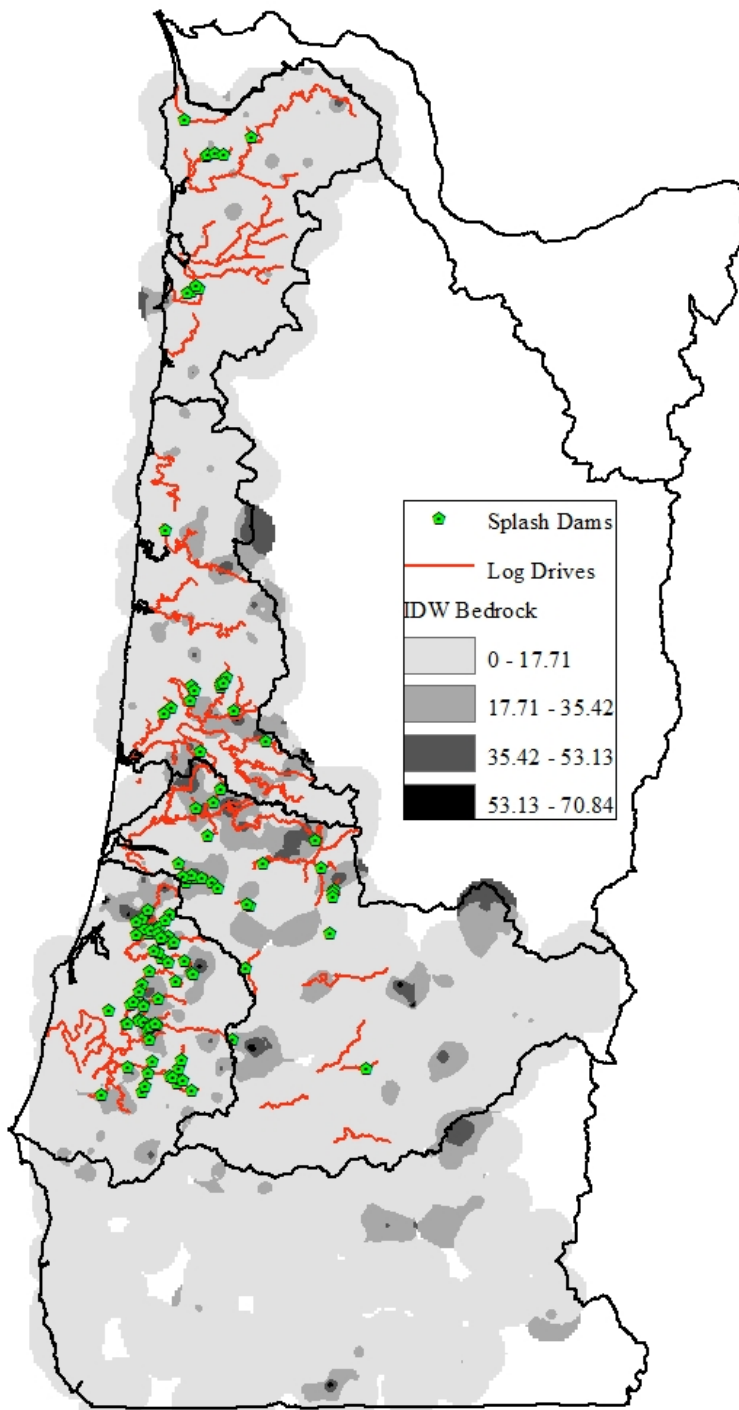 Splash Dams
Log Drives
IDW Bedrock
0 - 17.71
17.71 - 35.42
35.42 - 53.13
53.13 - 70.84